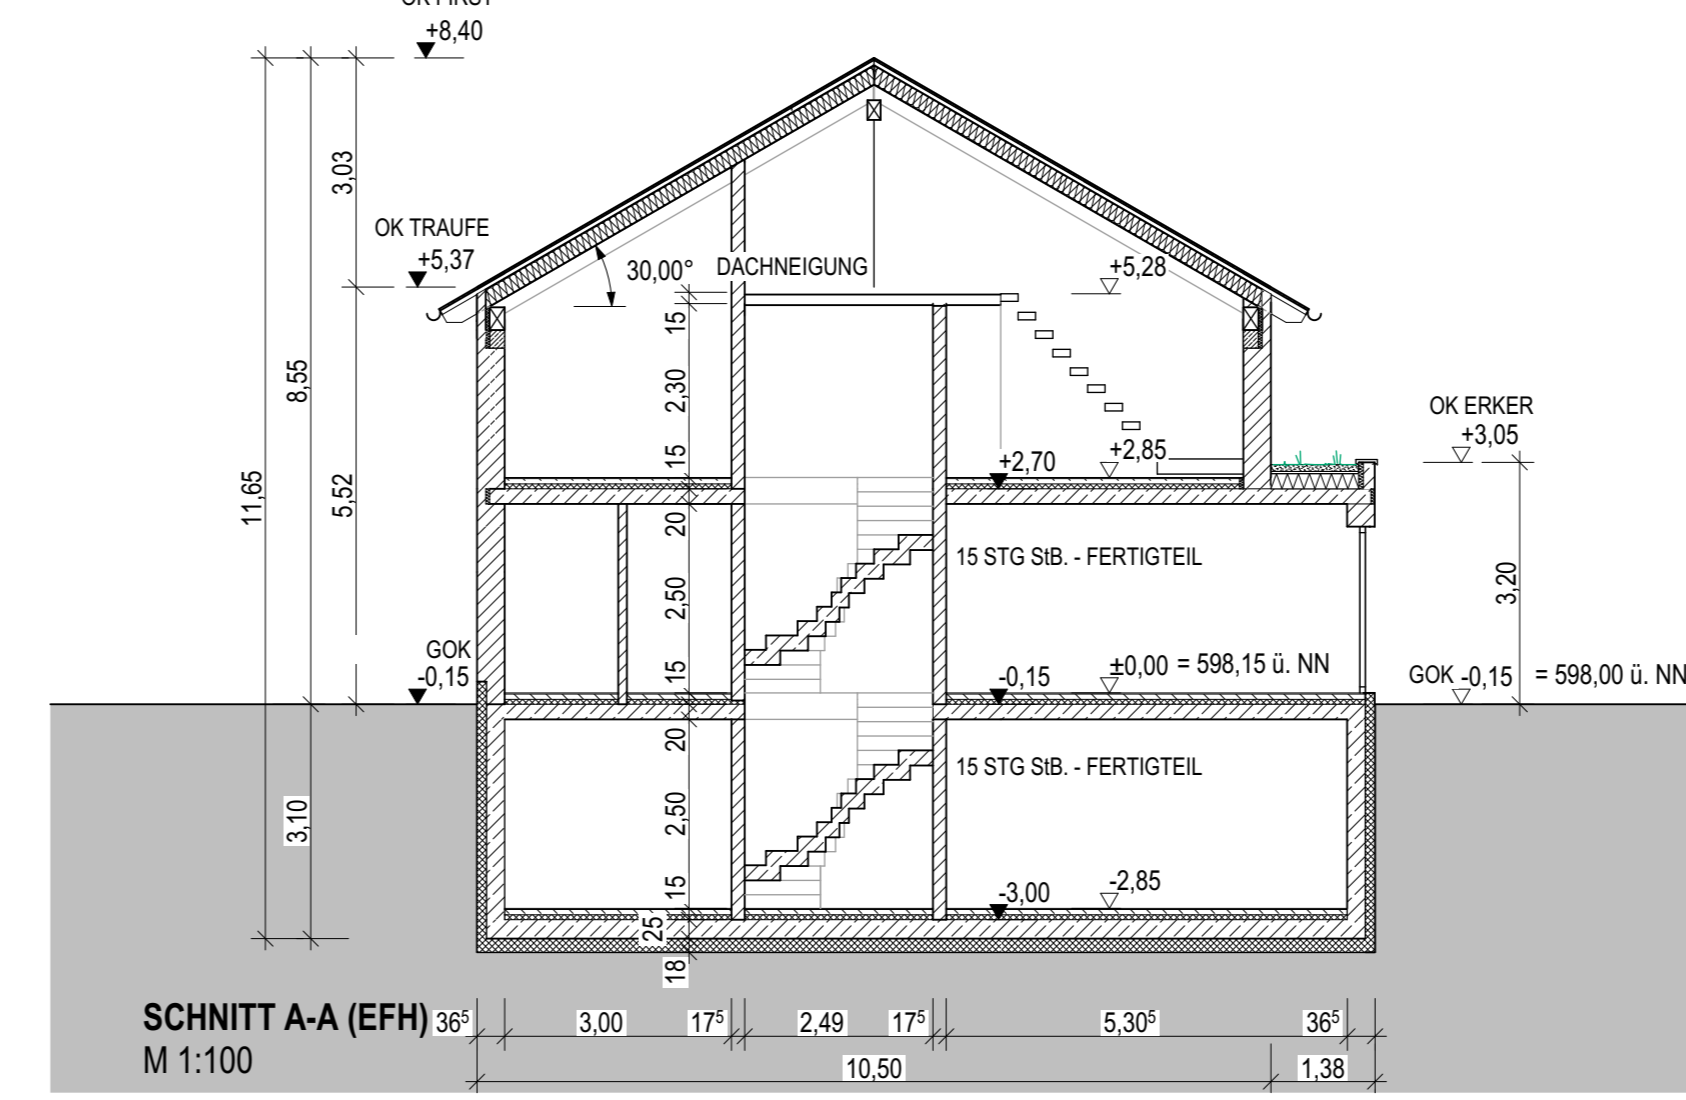 OK FIRST
+8,40
3,03
OK TRAUFE
+5,37
30,00°
DACHNEIGUNG
+5,28
15
8,55
2,30
OK ERKER
+3,05
11,65
5,52
15
+2,70
+2,85
20
15 STG StB. - FERTIGTEIL
2,50
3,20
GOK
-0,15
15
-0,15
±0,00 = 598,15 ü. NN
GOK -0,15 = 598,00 ü. NN
20
15 STG StB. - FERTIGTEIL
3,10
2,50
15
-3,00
-2,85
25
18
SCHNITT A-A (EFH)
M 1:100
36⁵ 3,00 17⁵ 2,49 17⁵ 5,30⁵ 36⁵
10,50 1,38